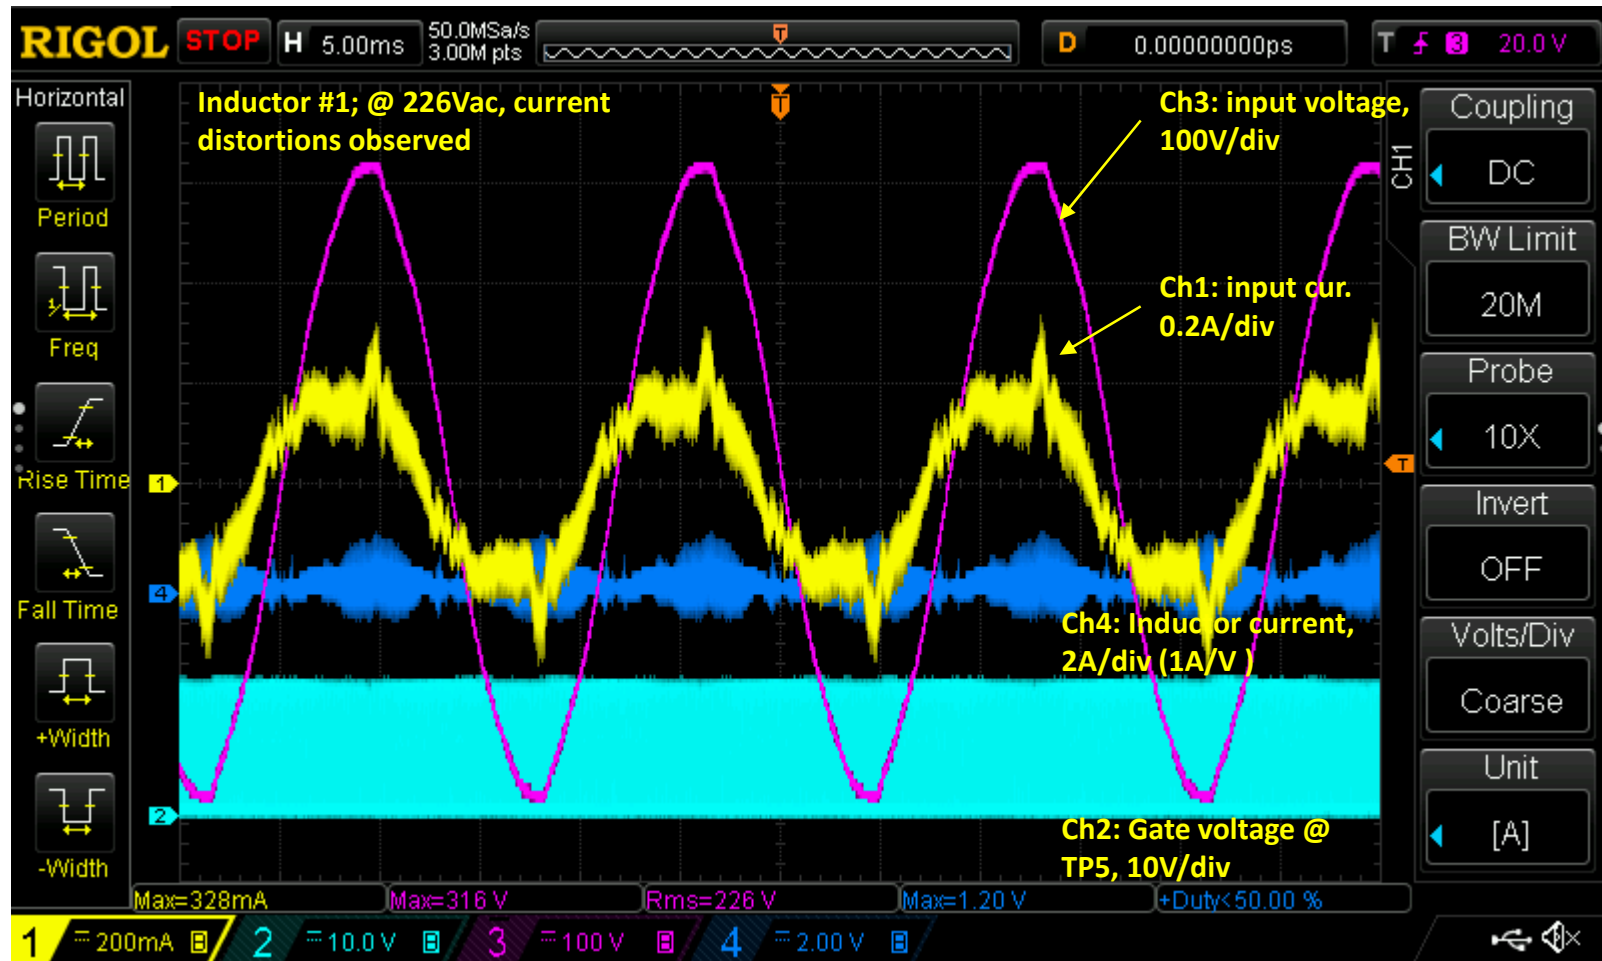 RIGOL STOP H 5.00ms 50.0MSa/s 3.00M pts D 0.00000000ps T 3 20.0 V
T
Horizontal
Period
Freq
Rise Time
Fall Time
+Width
-Width
Inductor #1; @ 226Vac, current
distortions observed
T
Ch3: input voltage,
100V/div
Ch1: input cur.
0.2A/div
1
T
4
Ch4: Inductor current,
2A/div (1A/V )
2
Ch2: Gate voltage @
TP5, 10V/div
CH1
Coupling
DC
BW Limit
20M
Probe
10X
Invert
OFF
Volts/Div
Coarse
Unit
[A]
Max=328mA Max=316 V Rms=226 V Max=1.20 V +Duty<50.00 %
1 200mA B 2 10.0 V B 3 100 V B 4 2.00 V B